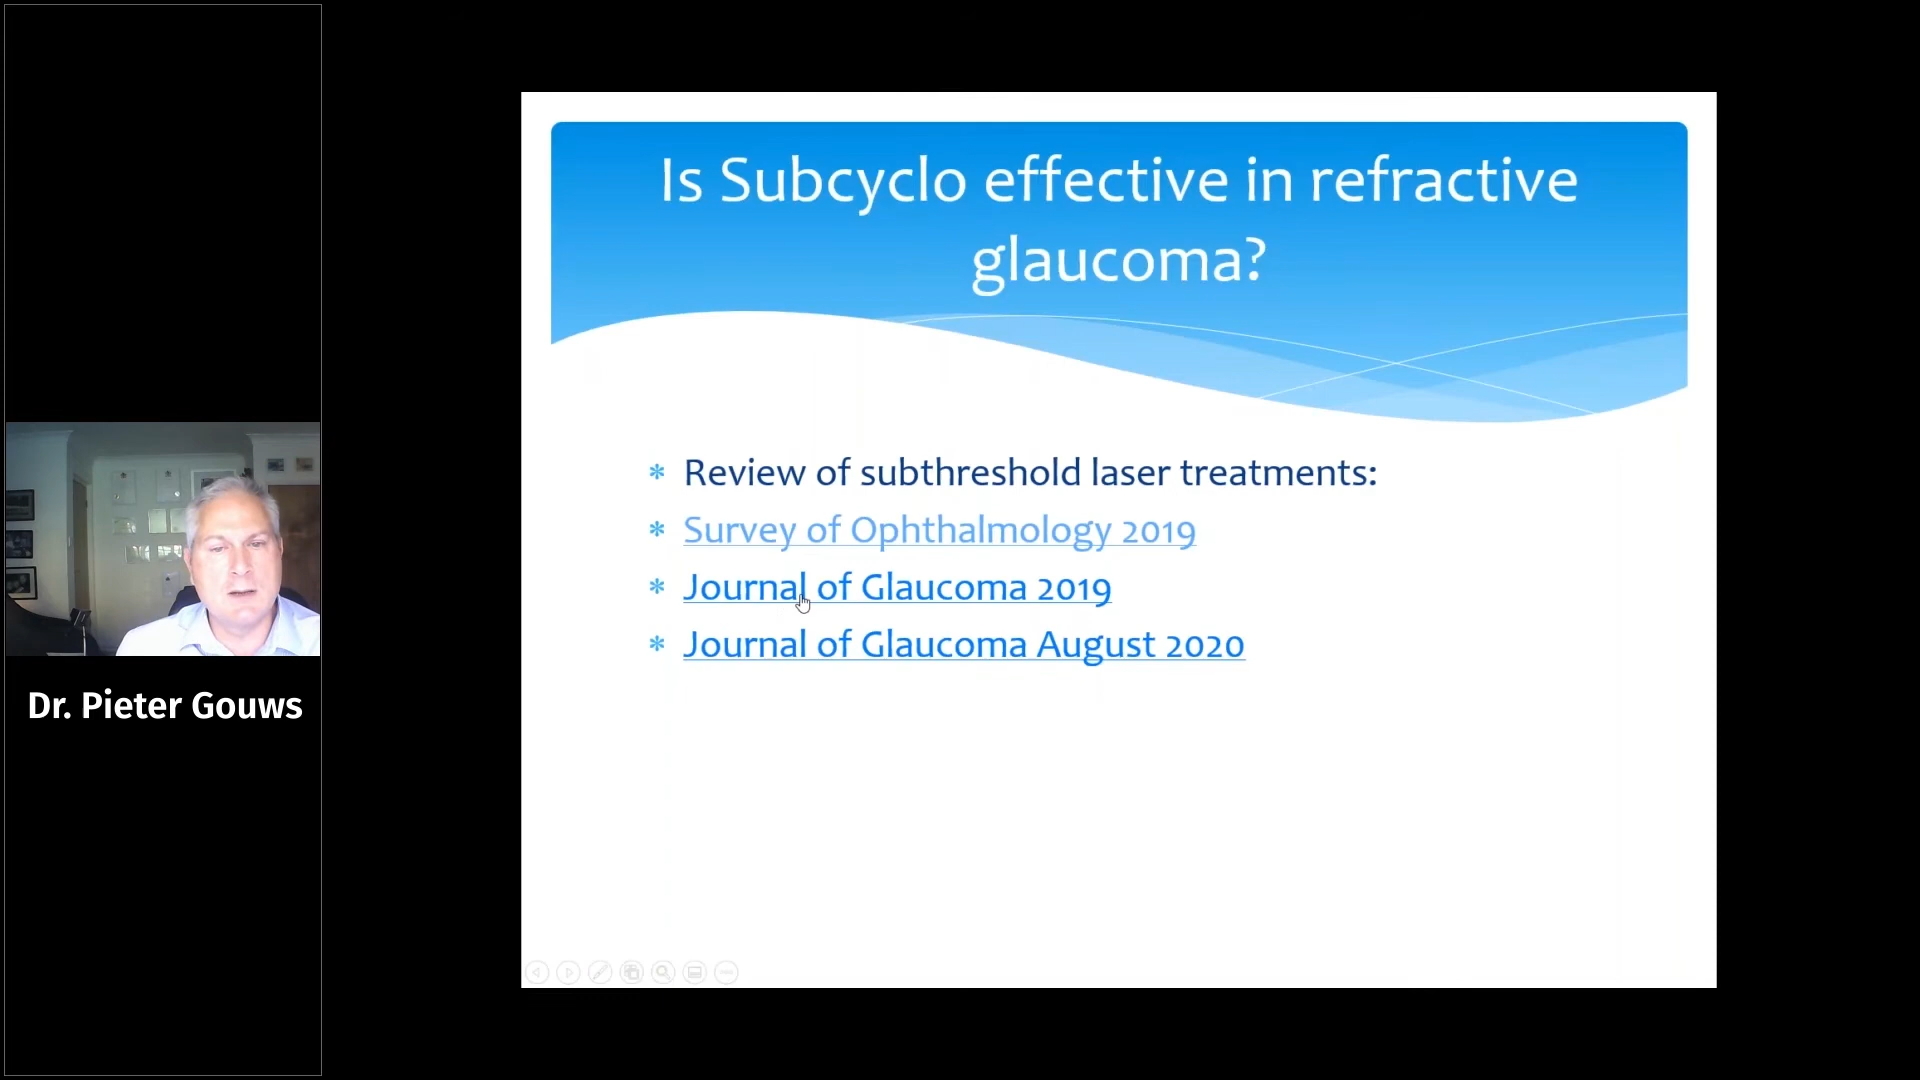 Is Subcyclo effective in refractive
glaucoma?
* Review of subthreshold laser treatments:
* Survey of Ophthalmology 2019
* Journal of Glaucoma 2019
* Journal of Glaucoma August 2020
Dr. Pieter Gouws